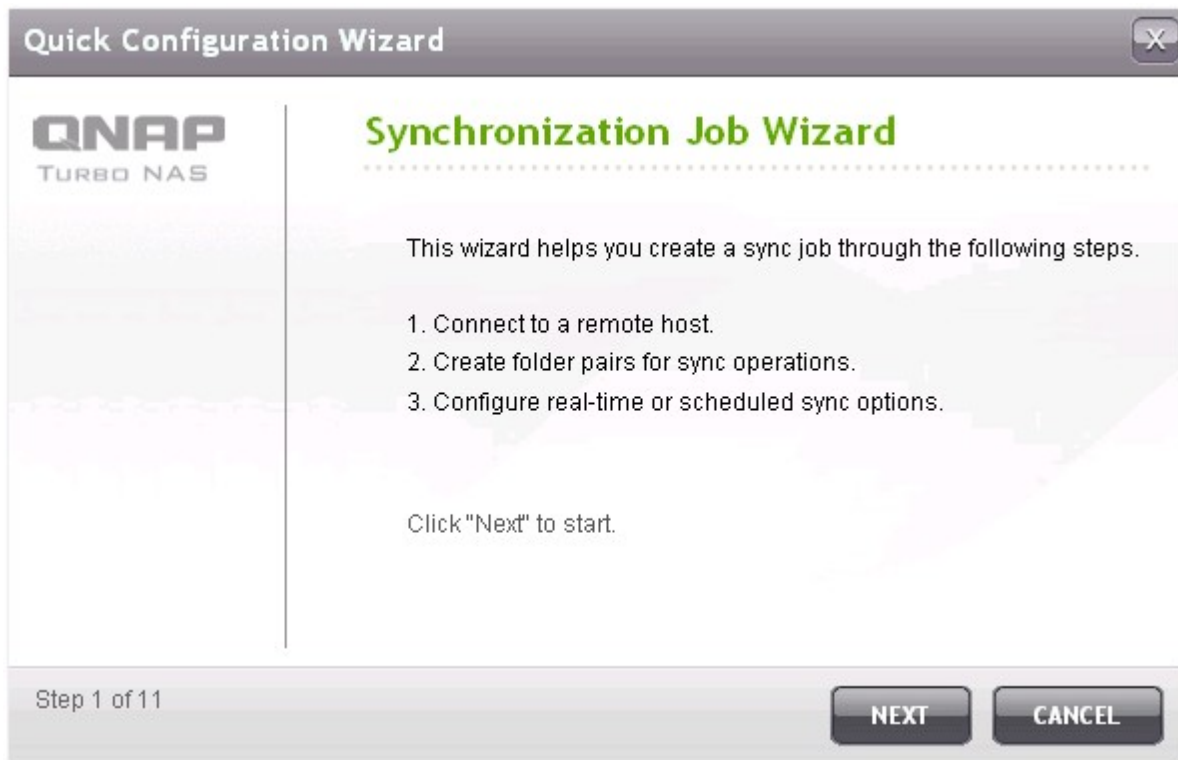 Quick Configuration Wizard
X
QNAP
TURBO NAS
Synchronization Job Wizard
This wizard helps you create a sync job through the following steps.
1. Connect to a remote host.
2. Create folder pairs for sync operations.
3. Configure real-time or scheduled sync options.
Click "Next" to start.
Step 1 of 11
NEXT
CANCEL